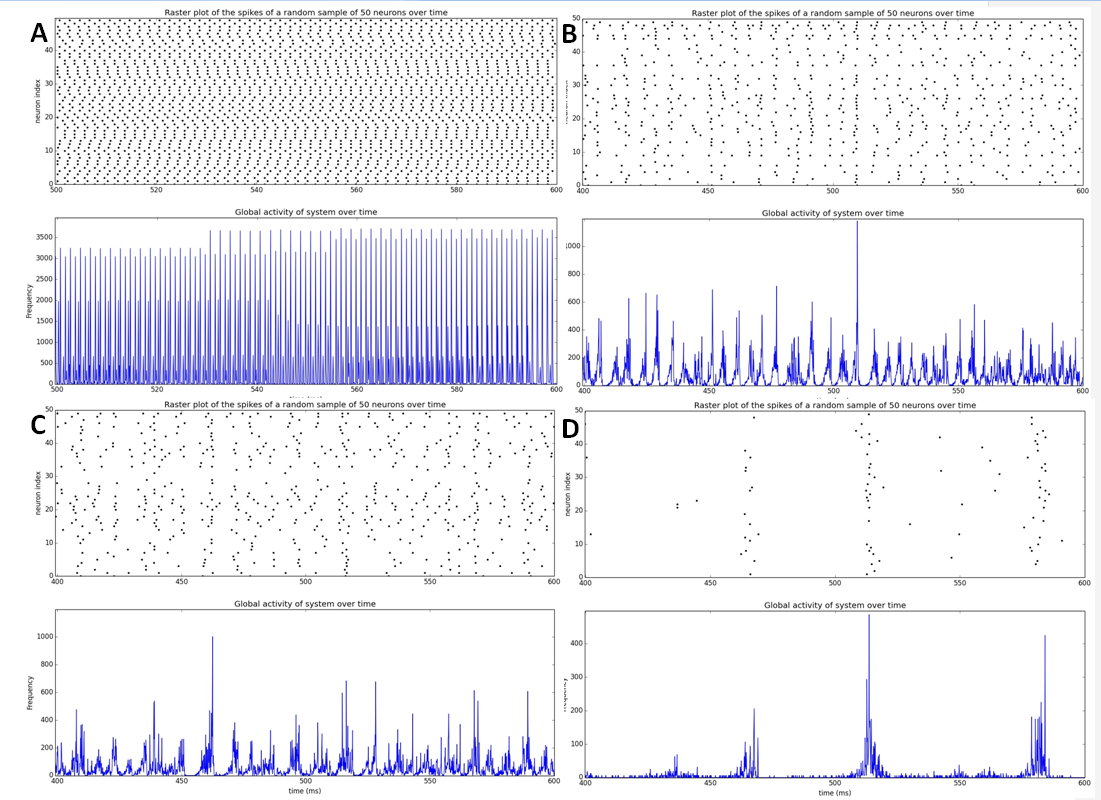 A
Raster plot of the spikes of a random sample of 50 neurons over time
neuron index
40
30
20
10
0
500 520 540 560 580 600
Global activity of system over time
Frequency
3500
3000
2500
2000
1500
1000
500
0
500 520 540 560 580 600
B
Raster plot of the spikes of a random sample of 50 neurons over time
50
40
30
20
10
0
400 450 500 550 600
Global activity of system over time
1000
800
600
400
200
0
400 450 500 550 600
C
Raster plot of the spikes of a random sample of 50 neurons over time
neuron index
50
40
30
20
10
0
400 450 500 550 600
Global activity of system over time
Frequency
1000
800
600
400
200
0
400 450 500 550 600
time (ms)
D
Raster plot of the spikes of a random sample of 50 neurons over time
neuron index
50
40
30
20
10
0
400 450 500 550 600
Global activity of system over time
400
300
200
100
0
400 450 500 550 600
time (ms)